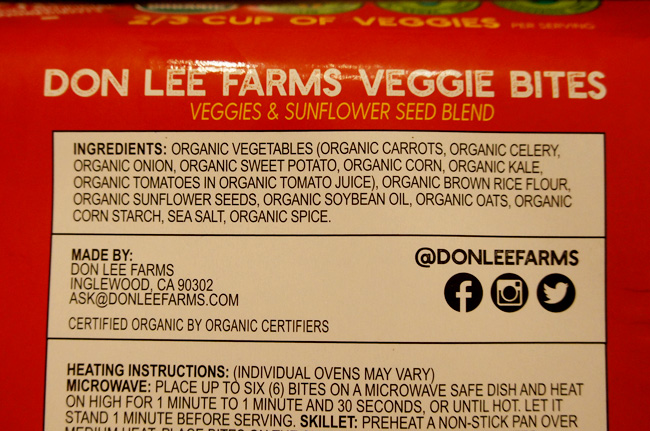 2/3 CUP OF VEGGIES PER SERVING
DON LEE FARMS VEGGIE BITES
VEGGIES & SUNFLOWER SEED BLEND
INGREDIENTS: ORGANIC VEGETABLES (ORGANIC CARROTS, ORGANIC CELERY,
ORGANIC ONION, ORGANIC SWEET POTATO, ORGANIC CORN, ORGANIC KALE,
ORGANIC TOMATOES IN ORGANIC TOMATO JUICE), ORGANIC BROWN RICE FLOUR,
ORGANIC SUNFLOWER SEEDS, ORGANIC SOYBEAN OIL, ORGANIC OATS, ORGANIC
CORN STARCH, SEA SALT, ORGANIC SPICE.
MADE BY:
DON LEE FARMS
INGLEWOOD, CA 90302
ASK@DONLEEFARMS.COM
CERTIFIED ORGANIC BY ORGANIC CERTIFIERS
@DONLEEFARMS
HEATING INSTRUCTIONS: (INDIVIDUAL OVENS MAY VARY)
MICROWAVE: PLACE UP TO SIX (6) BITES ON A MICROWAVE SAFE DISH AND HEAT
ON HIGH FOR 1 MINUTE TO 1 MINUTE AND 30 SECONDS, OR UNTIL HOT. LET IT
STAND 1 MINUTE BEFORE SERVING. SKILLET: PREHEAT A NON-STICK PAN OVER
MEDIUM HEAT. PLACE BITES